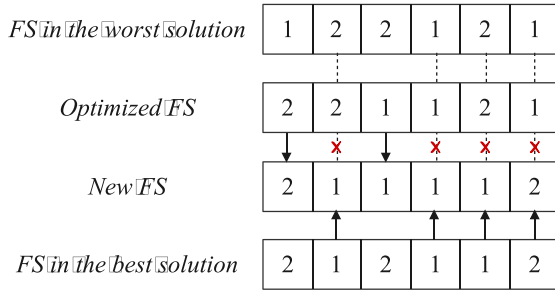 FS in the worst solution 1 2 2 1 2 1
Optimized FS 2 2 1 1 2 1
x x x x
New FS 2 1 1 1 1 2
FS in the best solution 2 1 2 1 1 2